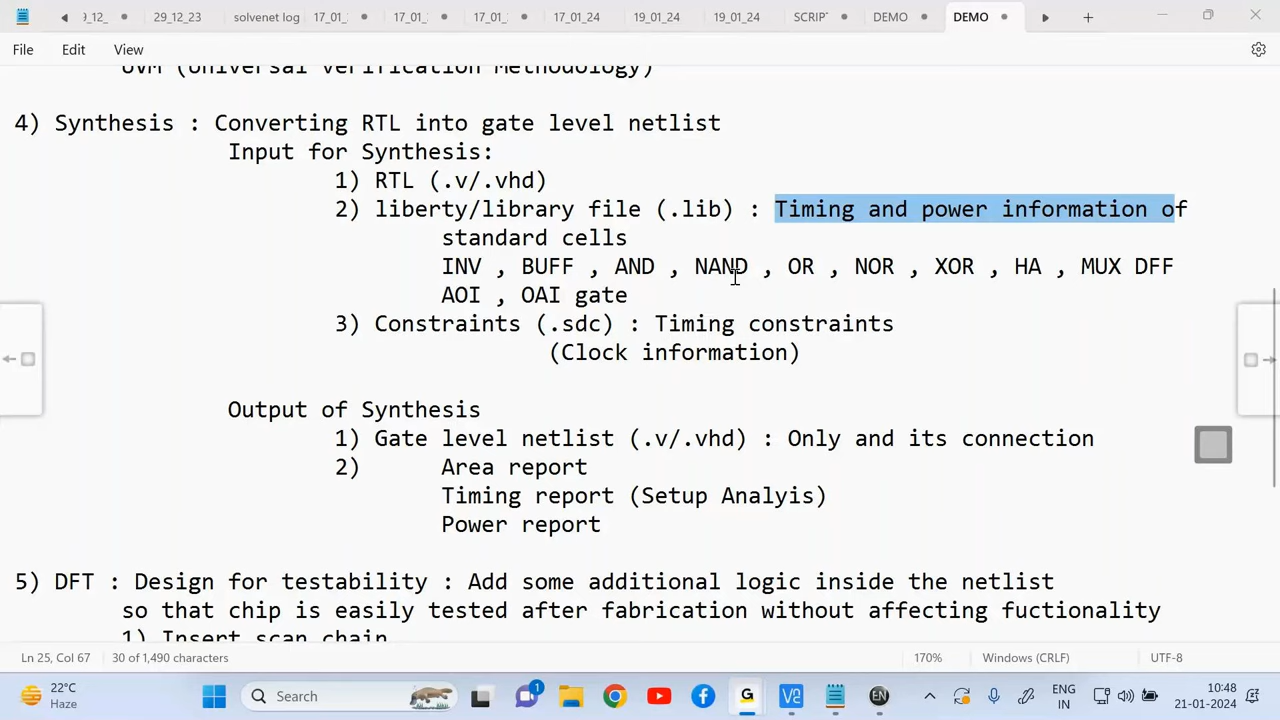 29_12_23
solvenet log
17_01_
17_01_
17_01_
17_01_24
19_01_24
19_01_24
SCRIPT
DEMO
DEMO
File Edit View
UVM (Universal Verification Methodology)
4) Synthesis : Converting RTL into gate level netlist
Input for Synthesis:
1) RTL (.v/.vhd)
2) liberty/library file (.lib) : Timing and power information of
standard cells
INV , BUFF , AND , NAND , OR , NOR , XOR , HA , MUX DFF
AOI , OAI gate
3) Constraints (.sdc) : Timing constraints
(Clock information)
Output of Synthesis
1) Gate level netlist (.v/.vhd) : Only and its connection
2) Area report
Timing report (Setup Analyis)
Power report
5) DFT : Design for testability : Add some additional logic inside the netlist
so that chip is easily tested after fabrication without affecting fuctionality
1) Insert scan chain
Ln 25, Col 67 30 of 1,490 characters 170% Windows (CRLF) UTF-8
22°C
Haze
Search
1
ENG
IN
10:48
21-01-2024